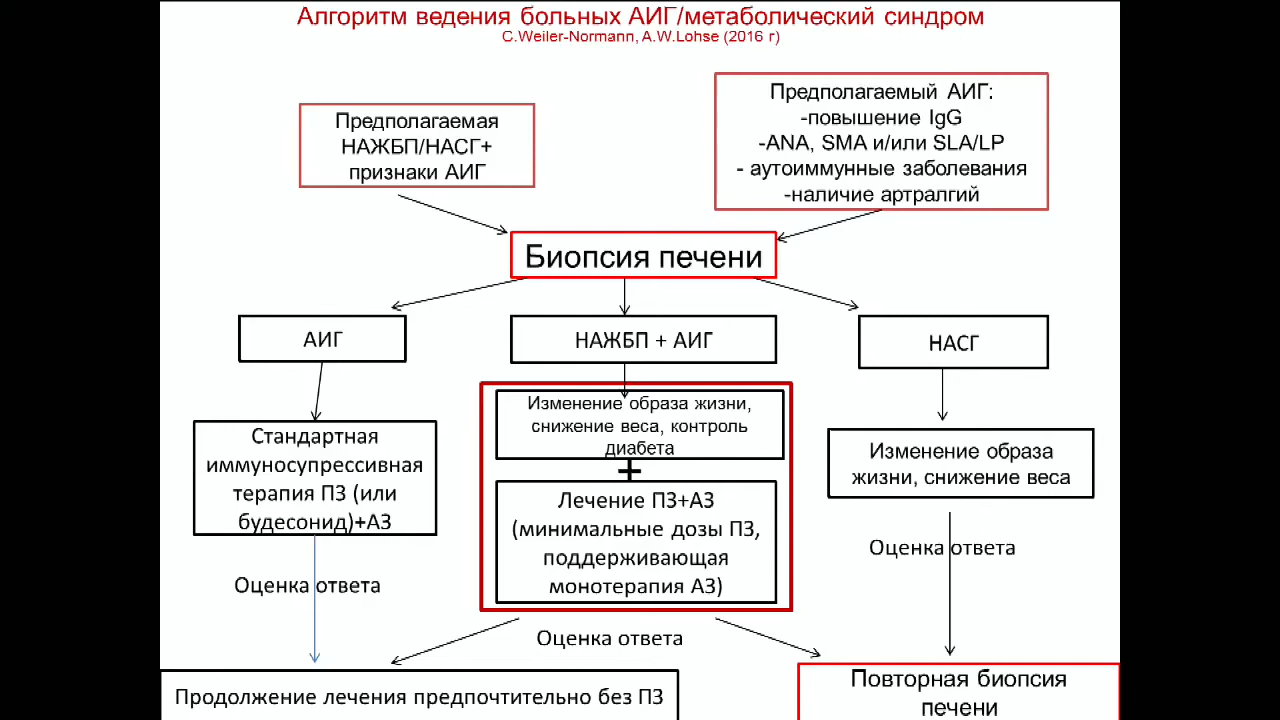 Алгоритм ведения больных АИГ/метаболический синдром
C.Weiler-Normann, A.W.Lohse (2016 г)
Предполагаемая
НАЖБП/НАСГ+
признаки АИГ
Предполагаемый АИГ:
-повышение IgG
-ANA, SMA и/или SLA/LP
- аутоиммунные заболевания
-наличие артралгий
Биопсия печени
АИГ
НАЖБП + АИГ
НАСГ
Стандартная
иммуносупрессивная
терапия ПЗ (или
будесонид)+АЗ
Изменение образа жизни,
снижение веса, контроль
диабета
+
Лечение ПЗ+АЗ
(минимальные дозы ПЗ,
поддерживающая
монотерапия АЗ)
Изменение образа
жизни, снижение веса
Оценка ответа
Оценка ответа
Оценка ответа
Продолжение лечения предпочтительно без ПЗ
Повторная биопсия
печени